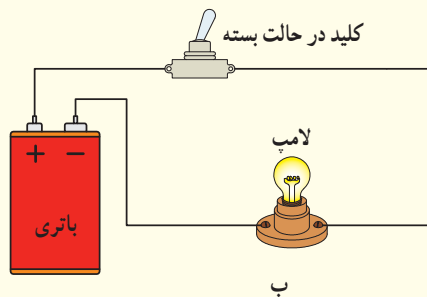 کلید در حالت بسته
لامپ
+ −
باتری
ب